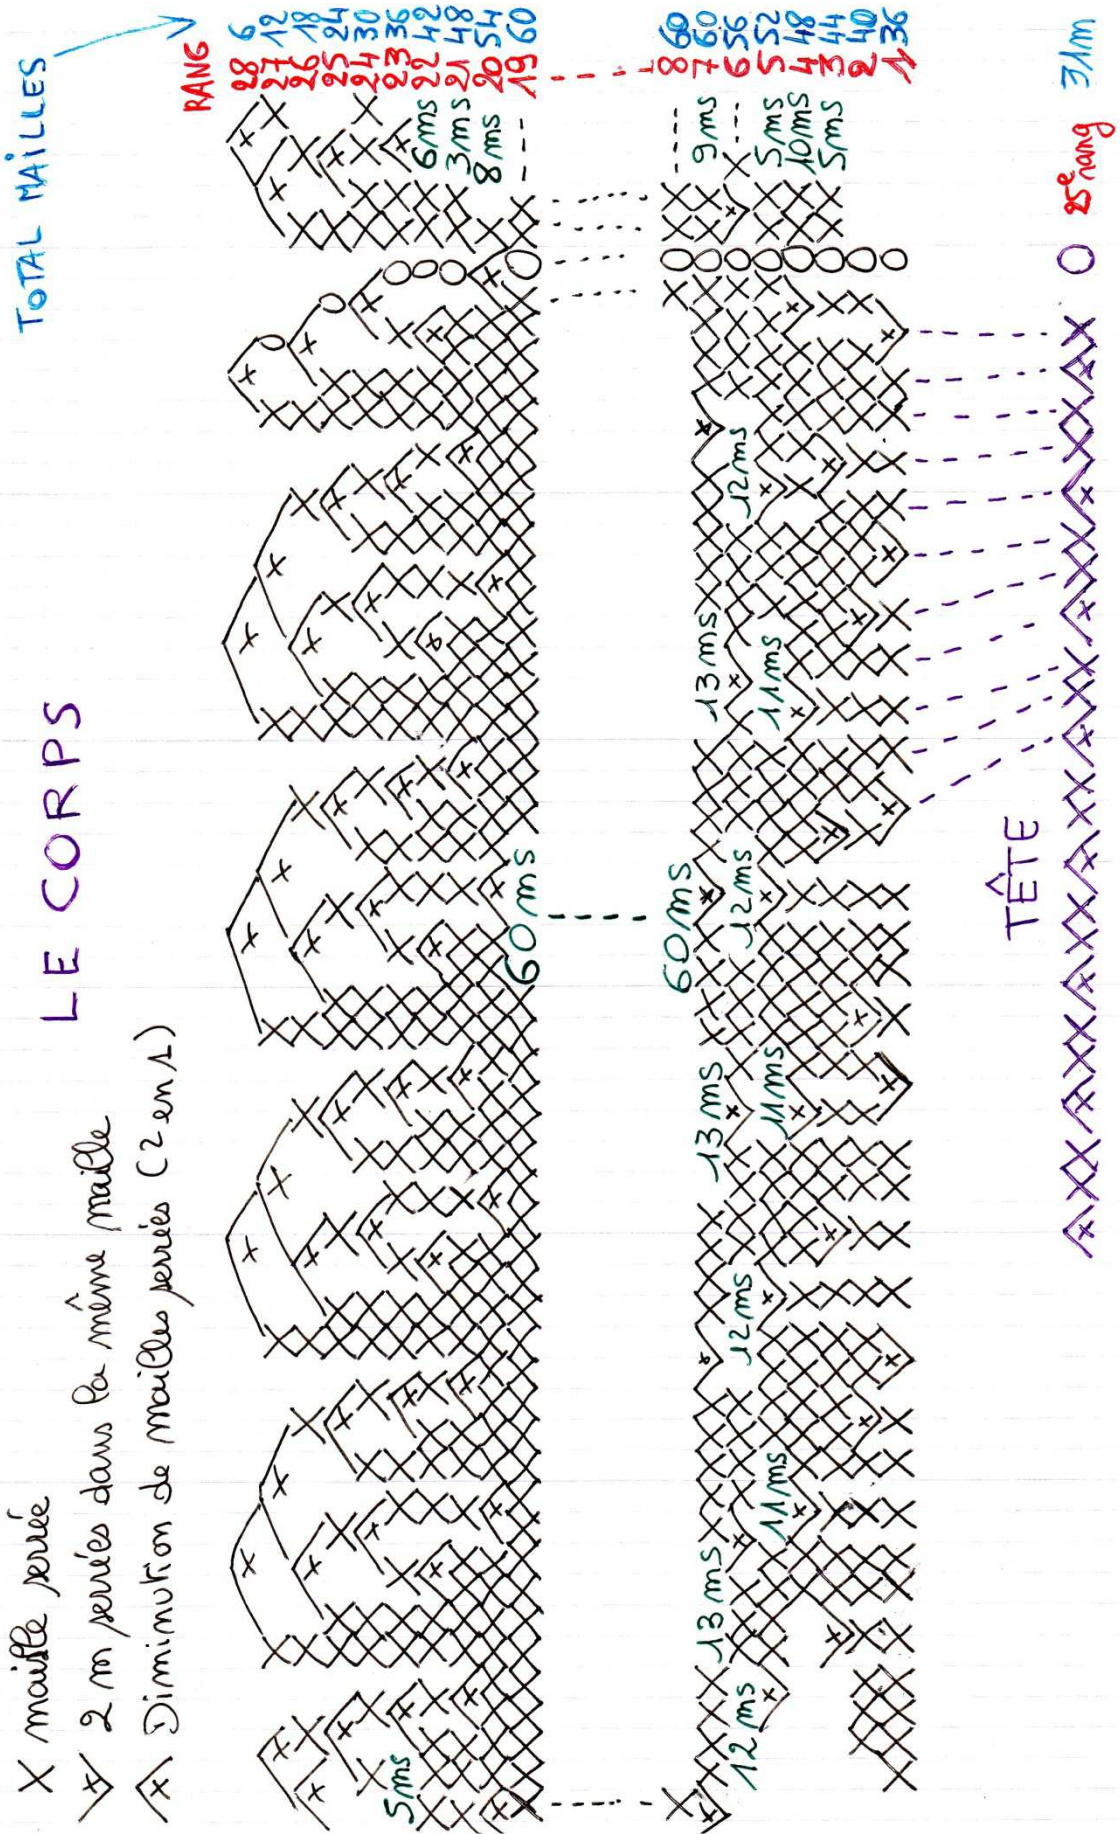 LE CORPS
TOTAL MAILLES
X maille serrée
2 m serrées dans la même maille
Diminution de mailles serrées (2 en 1)
RANG
28 6
27 12
26 18
25 24
24 30
23 36
22 42
21 48
20 54
19 60
6ms
3ms
8ms
5ms
60ms
8 60
7 60
6 56
5 52
4 48
3 44
2 40
1 36
60ms
9ms
13ms
13ms
13ms
12ms
12ms
12ms
12ms
5ms
11ms
11ms
11ms
10ms
5ms
TÊTE
25e rang 31m